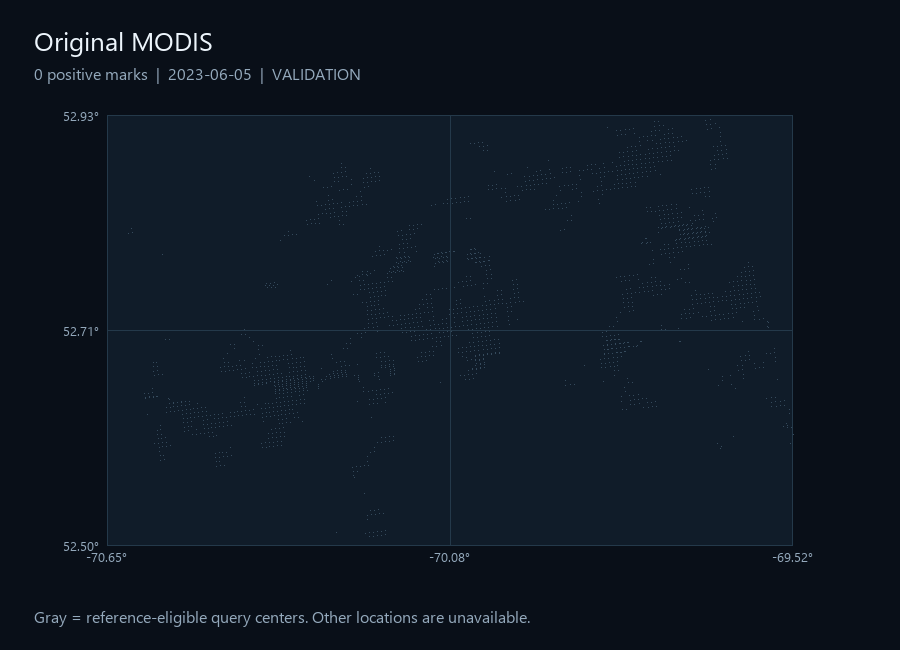 Original MODIS
0 positive marks | 2023-06-05 | VALIDATION
52.93°
52.71°
52.50°
-70.65°
-70.08°
-69.52°
Gray = reference-eligible query centers. Other locations are unavailable.